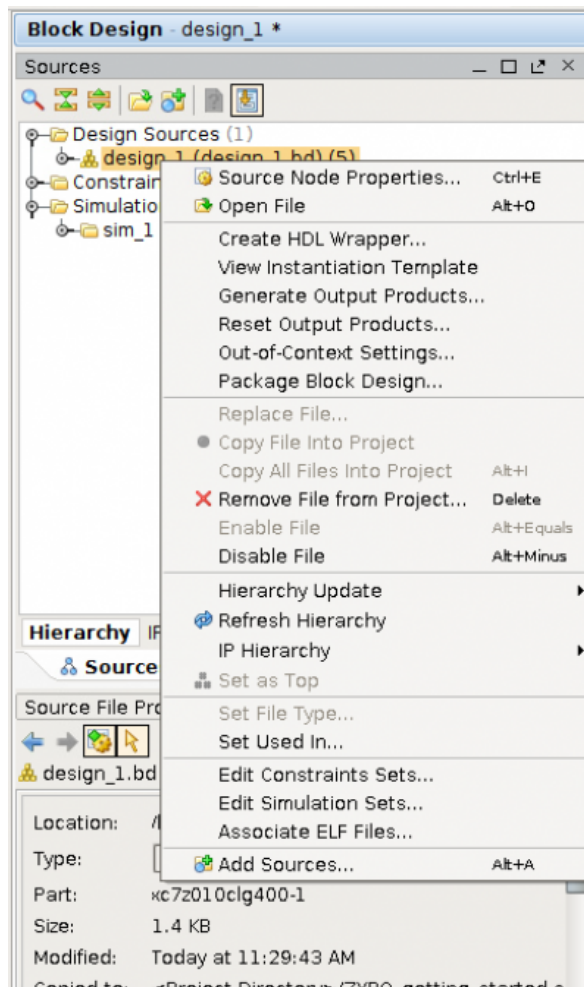 Block Design - design_1 *
Sources
Design Sources (1)
design_1 (design_1.bd) (5)
Constrain
Simulatio
sim_1
Source Node Properties... Ctrl+E
Open File Alt+O
Create HDL Wrapper...
View Instantiation Template
Generate Output Products...
Reset Output Products...
Out-of-Context Settings...
Package Block Design...
Replace File...
Copy File Into Project
Copy All Files Into Project Alt+I
Remove File from Project... Delete
Enable File Alt+Equals
Disable File Alt+Minus
Hierarchy Update
Refresh Hierarchy
IP Hierarchy
Set as Top
Set File Type...
Set Used In...
Edit Constraints Sets...
Edit Simulation Sets...
Associate ELF Files...
Add Sources... Alt+A
Hierarchy IP
Source
Source File Pro
design_1.bd
Location:
Type:
Part: xc7z010clg400-1
Size: 1.4 KB
Modified: Today at 11:29:43 AM
Copied to: <Project Directory>/ZYBO_getting_started.s